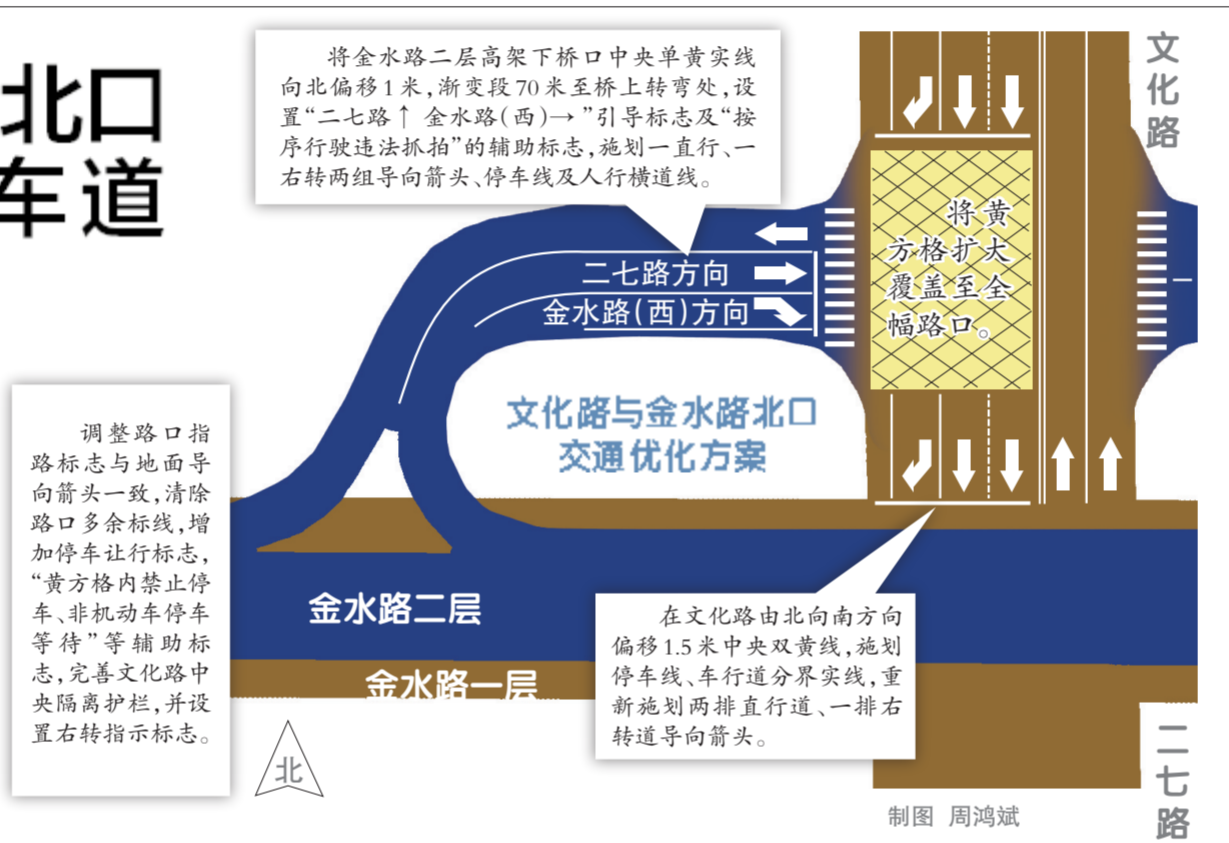 北口
车道
将金水路二层高架下桥口中央单黄实线
向北偏移1米,渐变段70米至桥上转弯处,设
置“二七路↑ 金水路(西)→”引导标志及“按
序行驶违法抓拍”的辅助标志,施划一直行、一
右转两组导向箭头、停车线及人行横道线。
文化路
将黄
方格扩大
覆盖至全
幅路口。
二七路方向
金水路(西)方向
文化路与金水路北口
交通优化方案
调整路口指
路标志与地面导
向箭头一致,清除
路口多余标线,增
加停车让行标志,
“黄方格内禁止停
车、非机动车停车
等待”等辅助标
志,完善文化路中
央隔离护栏,并设
置右转指示标志。
金水路二层
金水路一层
在文化路由北向南方向
偏移1.5米中央双黄线,施划
停车线、车行道分界实线,重
新施划两排直行道、一排右
转道导向箭头。
北
二七路
制图 周鸿斌